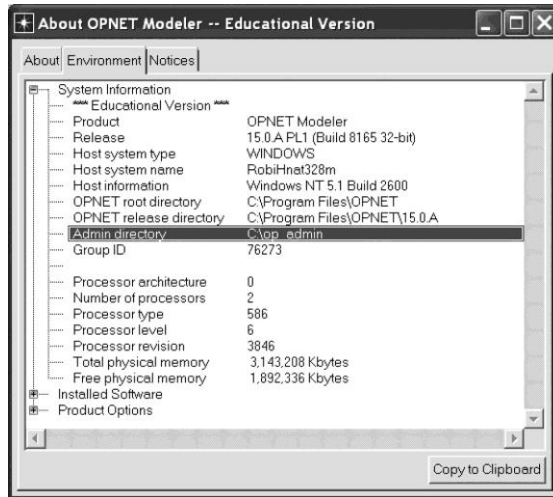 About OPNET Modeler -- Educational Version
About Environment Notices
System Information
*** Educational Version ***
Product OPNET Modeler
Release 15.0.A PL1 (Build 8165 32-bit)
Host system type WINDOWS
Host system name RobiHnat328m
Host information Windows NT 5.1 Build 2600
OPNET root directory C:\Program Files\OPNET
OPNET release directory C:\Program Files\OPNET\15.0.A
Admin directory C:\op_admin
Group ID 76273
Processor architecture 0
Number of processors 2
Processor type 586
Processor level 6
Processor revision 3846
Total physical memory 3,143,208 Kbytes
Free physical memory 1,892,336 Kbytes
Installed Software
Product Options
Copy to Clipboard